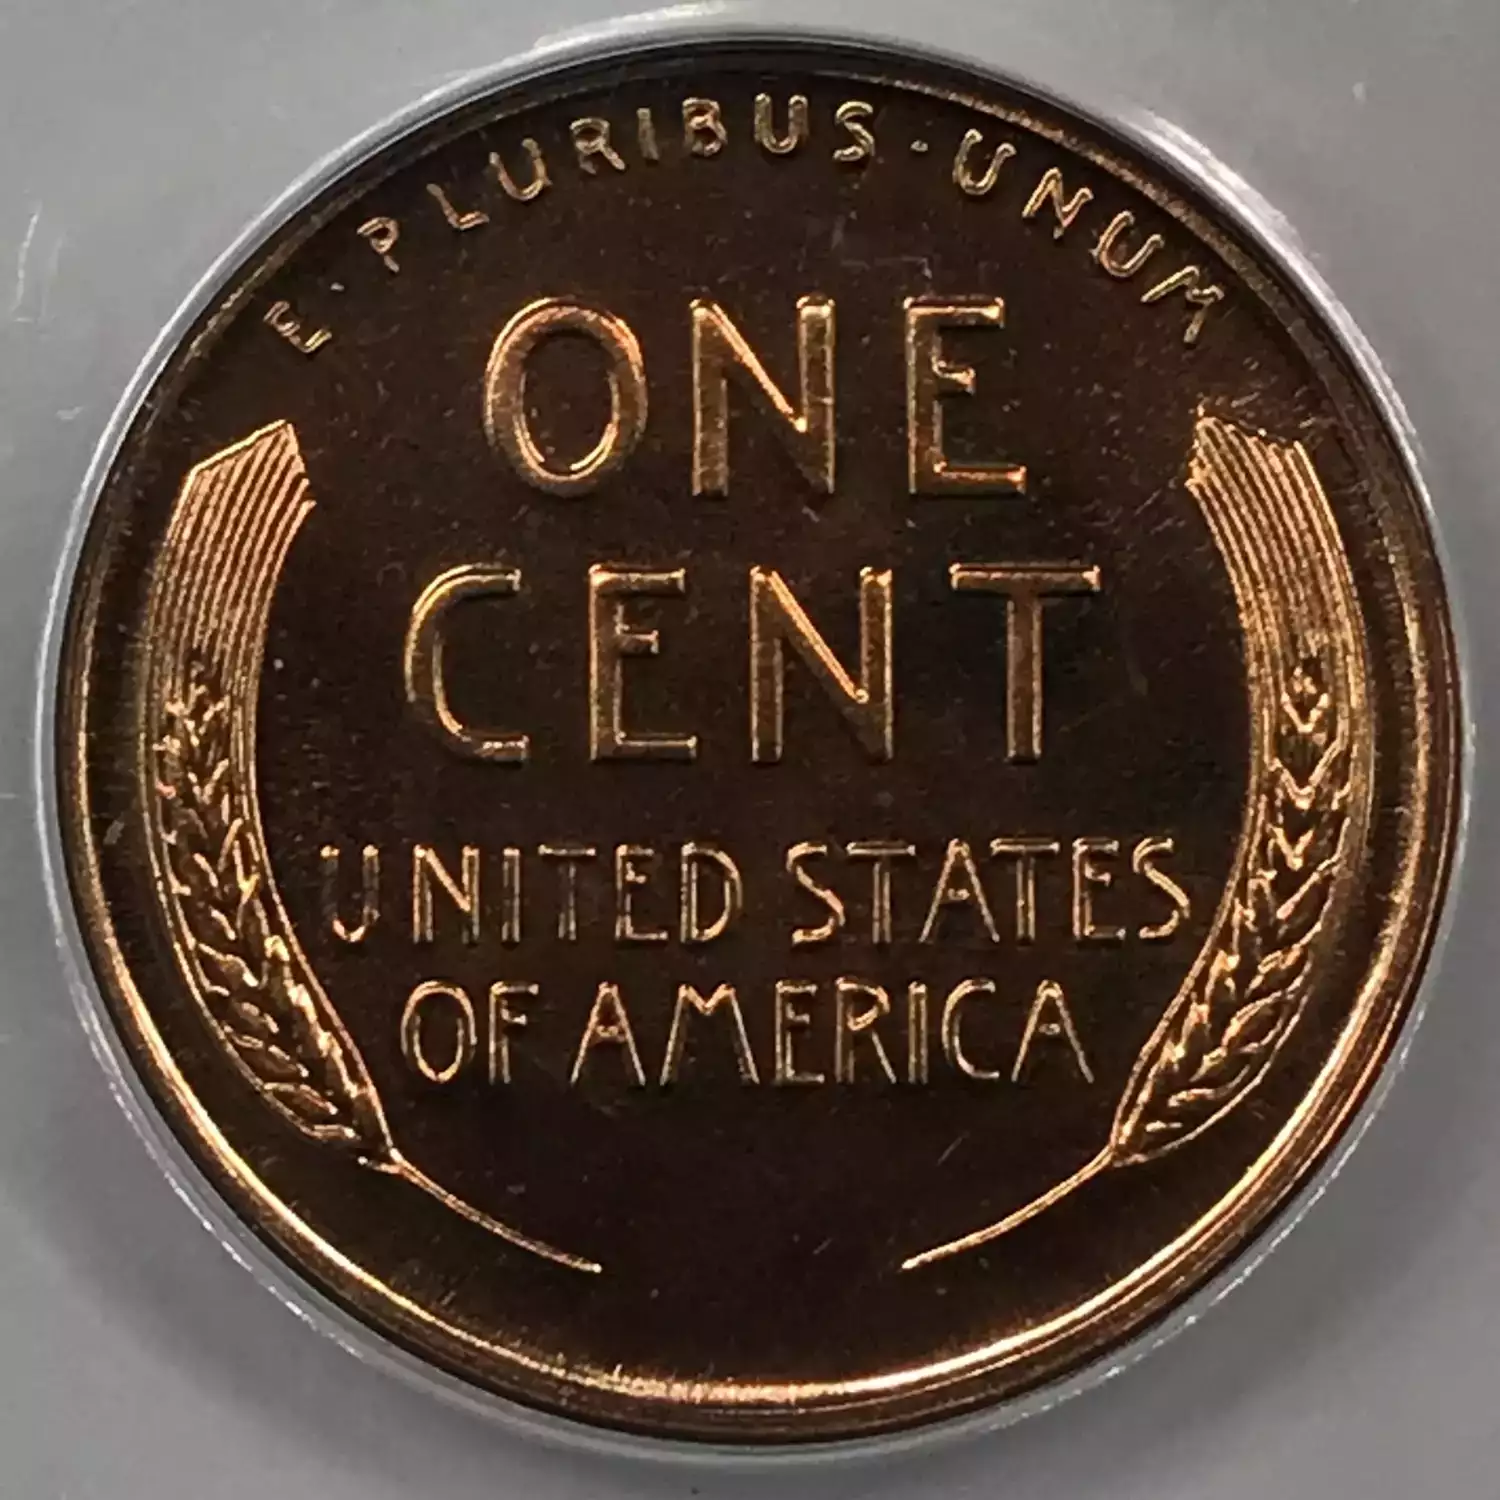 E · PLURIBUS · UNUM
ONE
CENT
UNITED STATES
OF AMERICA